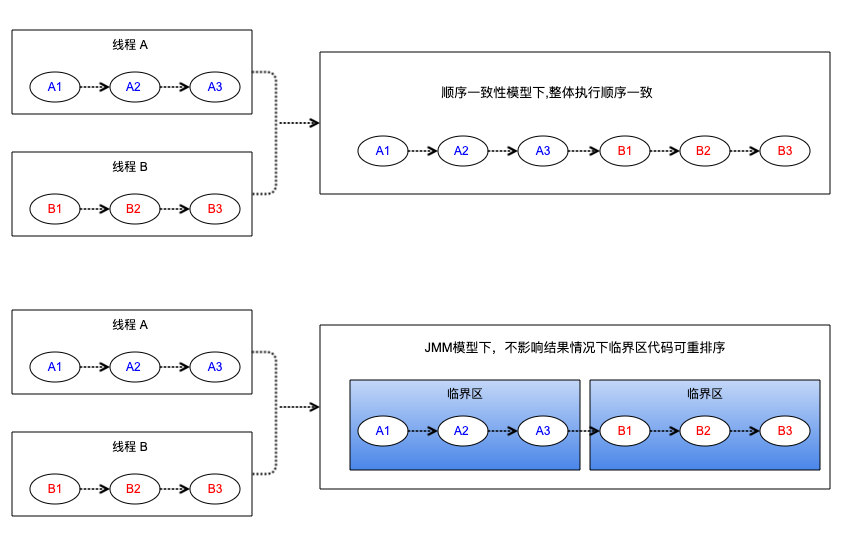 线程 A
A1 A2 A3
线程 B
B1 B2 B3
顺序一致性模型下,整体执行顺序一致
A1 A2 A3 B1 B2 B3
线程 A
A1 A2 A3
线程 B
B1 B2 B3
JMM模型下，不影响结果情况下临界区代码可重排序
临界区 临界区
A1 A2 A3 B1 B2 B3